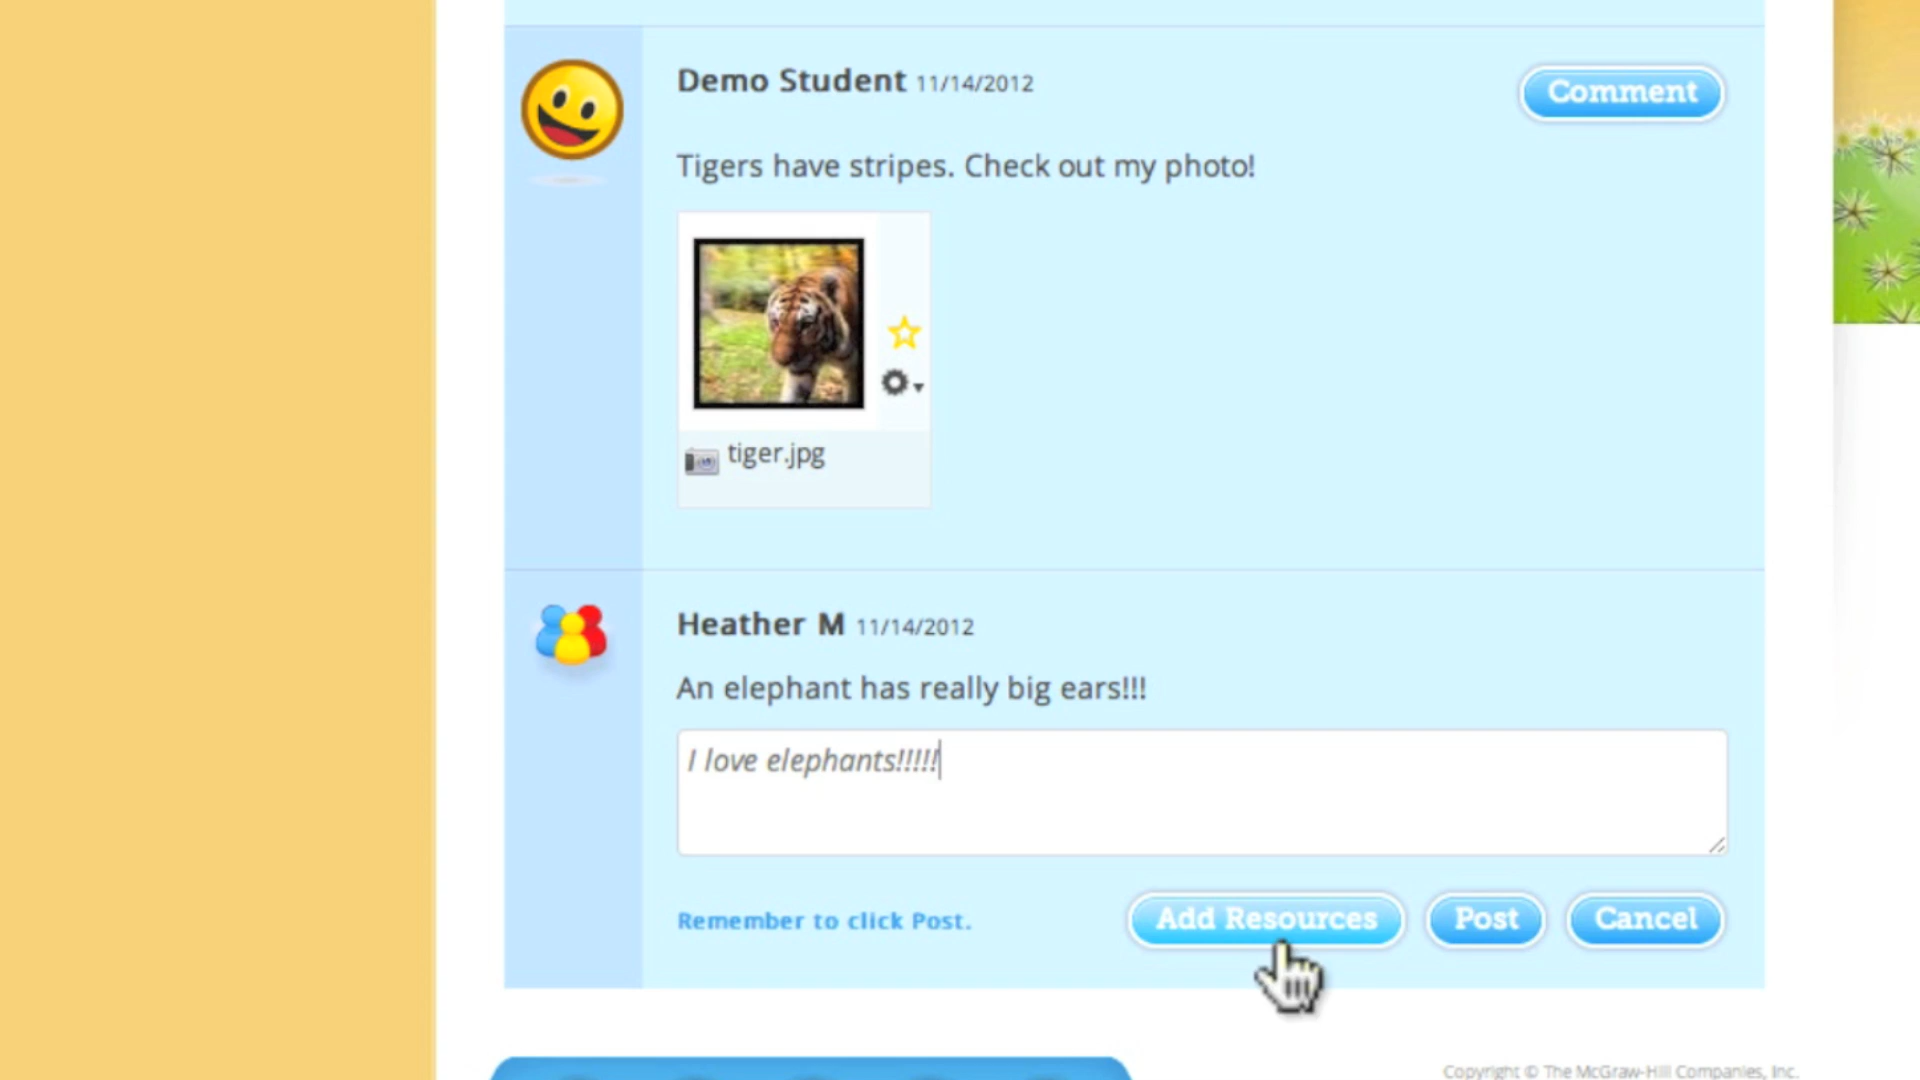 Demo Student 11/14/2012
Comment
Tigers have stripes. Check out my photo!
tiger.jpg
Heather M 11/14/2012
An elephant has really big ears!!!
I love elephants!!!!!
Remember to click Post.
Add Resources
Post
Cancel
Copyright © The McGraw-Hill Companies, Inc.